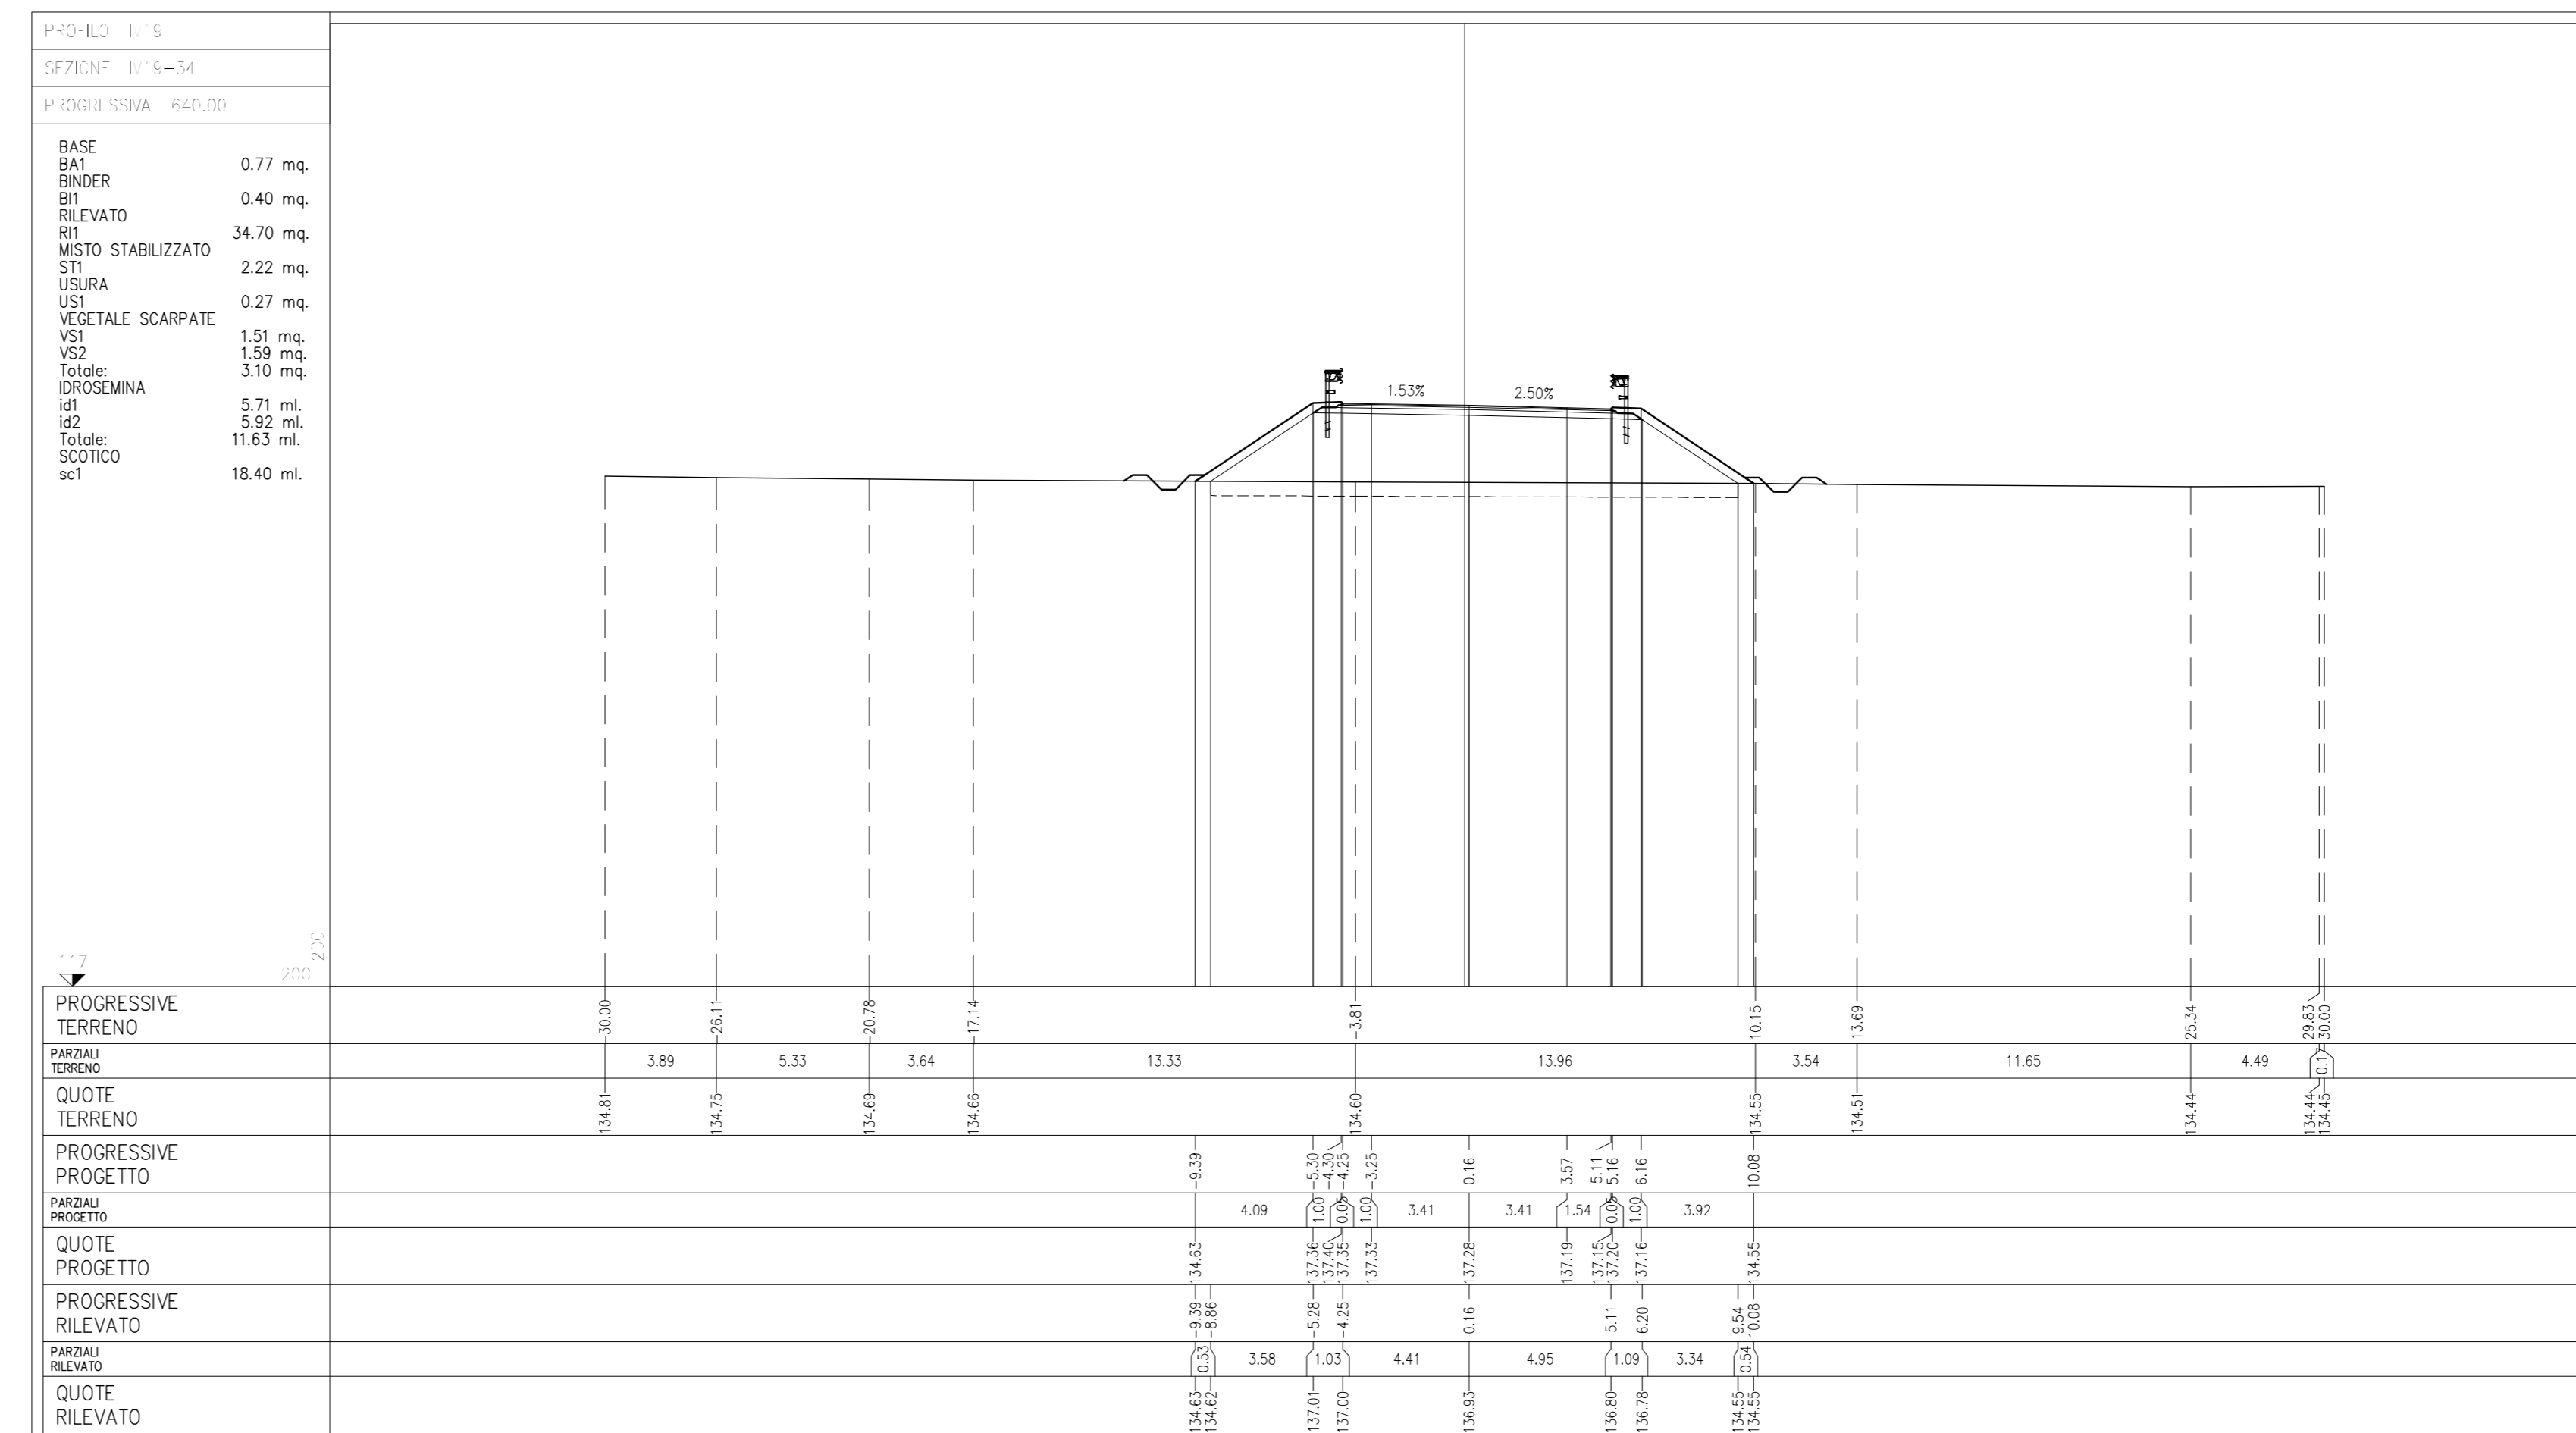 PROFILO IV19
SEZIONE IV19-34
PROGRESSIVA 640.00
BASE
BA1 0.77 mq.
BINDER
BI1 0.40 mq.
RILEVATO
RI1 34.70 mq.
MISTO STABILIZZATO
ST1 2.22 mq.
USURA
US1 0.27 mq.
VEGETALE SCARPATE
VS1 1.51 mq.
VS2 1.59 mq.
Totale: 3.10 mq.
IDROSEMINA
id1 5.71 ml.
id2 5.92 ml.
Totale: 11.63 ml.
SCOTICO
sc1 18.40 ml.
1.53% 2.50%
117
200
200
PROGRESSIVE
TERRENO
-30.00 -26.11 -20.78 -17.14 -3.81 10.15 13.69 25.34 29.83 30.00
PARZIALI
TERRENO
3.89 5.33 3.64 13.33 13.96 3.54 11.65 4.49
QUOTE
TERRENO
134.81 134.75 134.69 134.66 134.60 134.55 134.51 134.44 134.44 134.45
PROGRESSIVE
PROGETTO
-9.39 -5.30 -4.30 -4.25 -3.25 0.16 3.57 5.11 5.16 6.16 10.08
PARZIALI
PROGETTO
4.09 1.00 0.05 1.00 3.41 3.41 1.54 0.05 1.00 3.92
QUOTE
PROGETTO
134.63 137.36 137.40 137.35 137.33 137.28 137.19 137.15 137.20 137.16 134.55
PROGRESSIVE
RILEVATO
-9.39 -8.86 -5.28 -4.25 0.16 5.11 6.20 9.54 10.08
PARZIALI
RILEVATO
0.53 3.58 1.03 4.41 4.95 1.09 3.34 0.54
QUOTE
RILEVATO
134.63 134.62 137.01 137.00 136.93 136.80 136.78 134.55 134.55